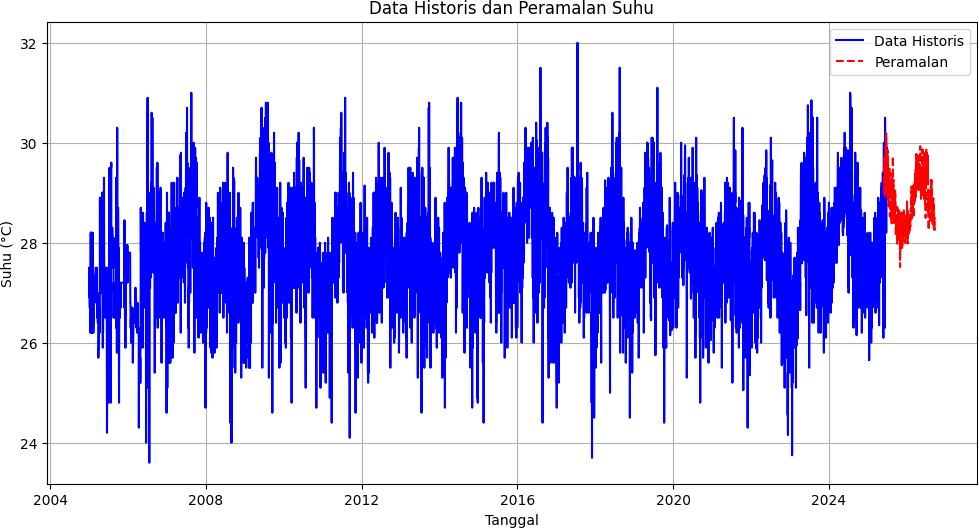 Data Historis dan Peramalan Suhu
Data Historis
Peramalan
32
30
28
26
24
Suhu (°C)
2004
2008
2012
2016
2020
2024
Tanggal